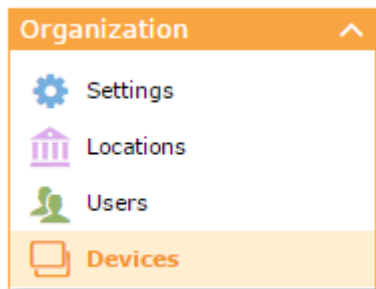 Organization
Settings
Locations
Users
Devices